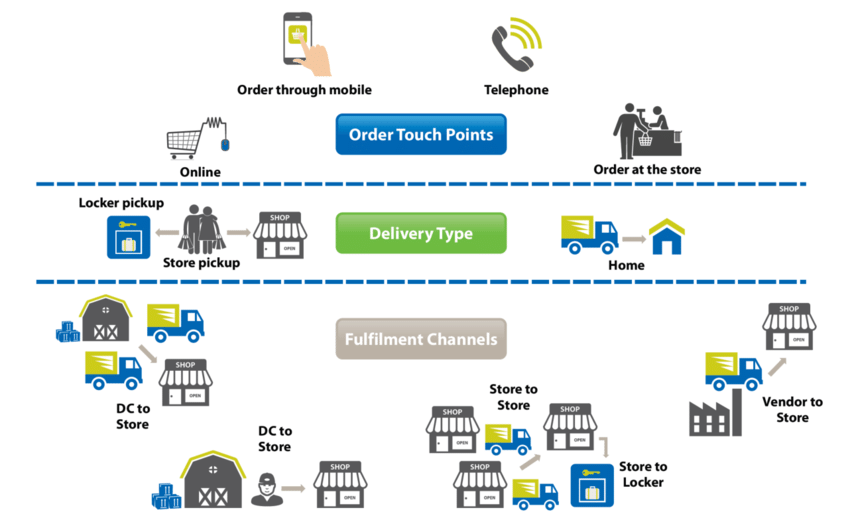 Order through mobile
Telephone
Order Touch Points
Online
Order at the store
Locker pickup
SHOP
OPEN
Store pickup
Delivery Type
Home
Fulfilment Channels
SHOP
OPEN
DC to
Store
SHOP
OPEN
Vendor to
Store
DC to
Store
SHOP
OPEN
Store to
Store
SHOP
OPEN
SHOP
OPEN
SHOP
OPEN
Store to
Locker